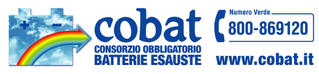 cobat
CONSORZIO OBBLIGATORIO
BATTERIE ESAUSTE
Numero Verde
800-869120
www.cobat.it